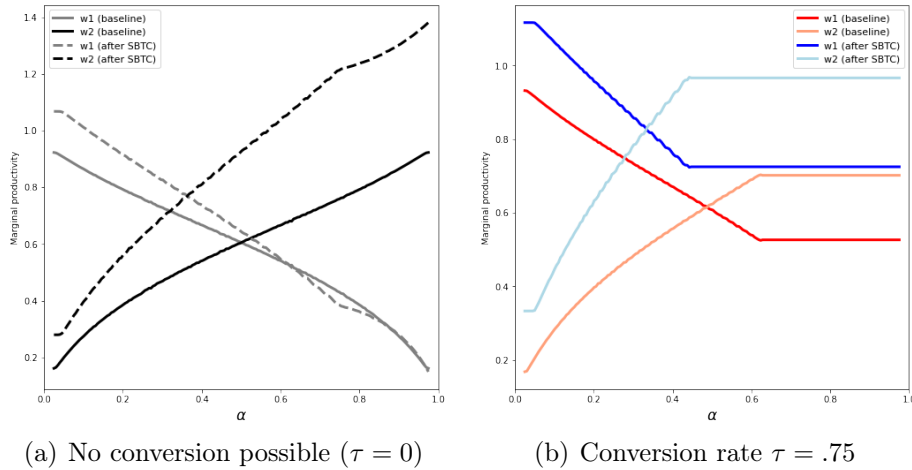 w1 (baseline)
w2 (baseline)
w1 (after SBTC)
w2 (after SBTC)
1.4
1.2
1.0
0.8
0.6
0.4
0.2
Marginal productivity
0.0 0.2 0.4 0.6 0.8 1.0
α
(a) No conversion possible (τ = 0)
w1 (baseline)
w2 (baseline)
w1 (after SBTC)
w2 (after SBTC)
1.0
0.8
0.6
0.4
0.2
Marginal productivity
0.0 0.2 0.4 0.6 0.8 1.0
α
(b) Conversion rate τ = .75